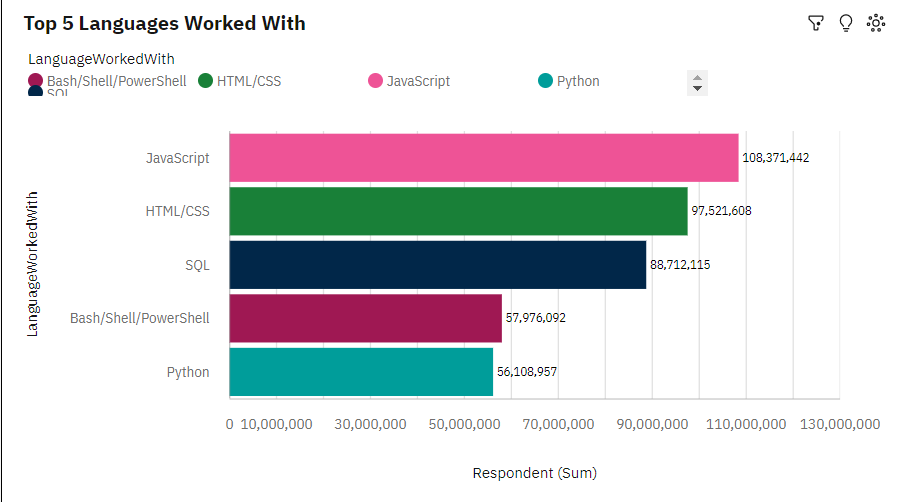 Top 5 Languages Worked With
LanguageWorkedWith
Bash/Shell/PowerShell HTML/CSS JavaScript Python
SQL
JavaScript 108,371,442
HTML/CSS 97,521,608
SQL 88,712,115
Bash/Shell/PowerShell 57,976,092
Python 56,108,957
LanguageWorkedWith
0 10,000,000 30,000,000 50,000,000 70,000,000 90,000,000 110,000,000 130,000,000
Respondent (Sum)